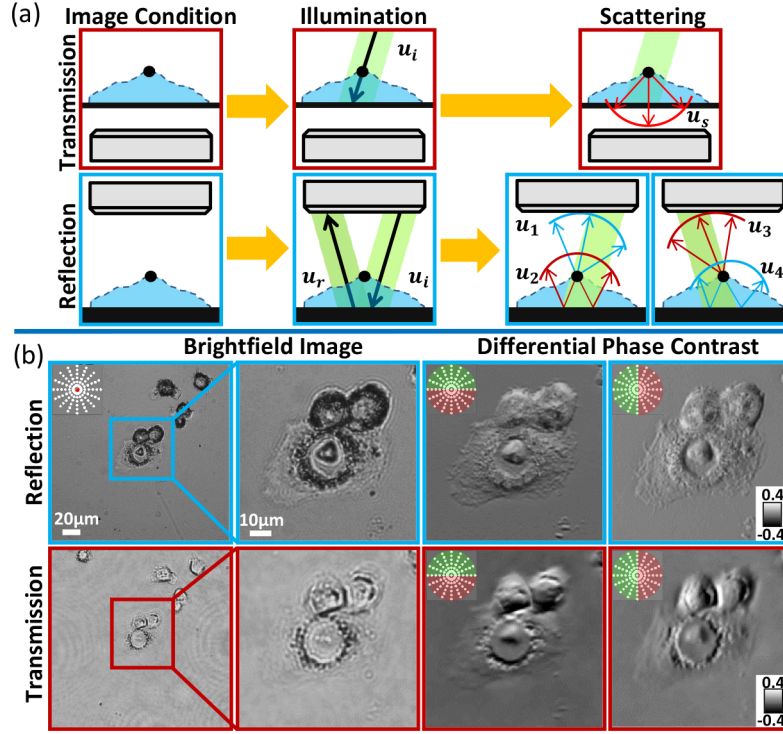 (a)
Image Condition Illumination Scattering
Transmission
u_i
u_s
Reflection
u_r u_i
u_1
u_2
u_3
u_4
(b)
Brightfield Image Differential Phase Contrast
Reflection
20μm
10μm
0.4
-0.4
Transmission
0.4
-0.4